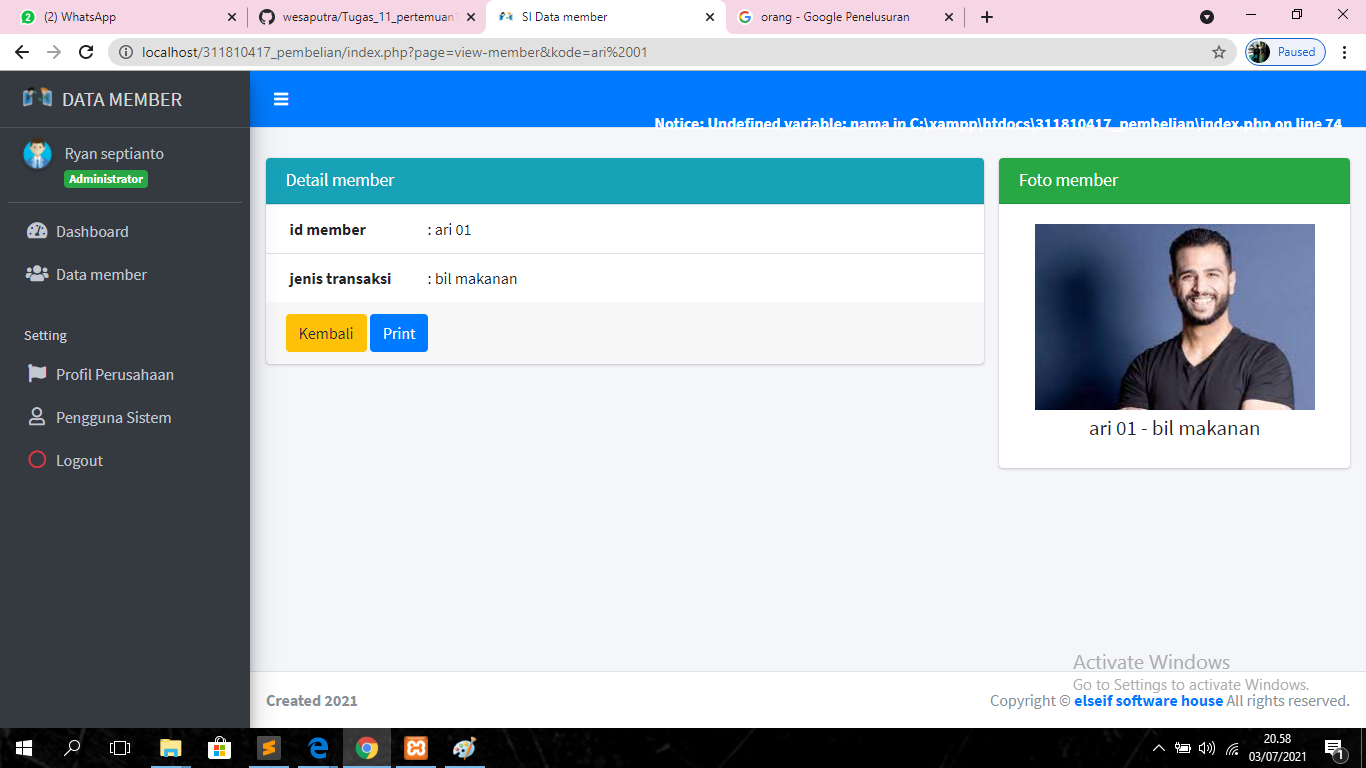 (2) WhatsApp
wesaputra/Tugas_11_pertemuan1
SI Data member
orang - Google Penelusuran
localhost/311810417_pembelian/index.php?page=view-member&kode=ari%2001
Paused
DATA MEMBER
Notice: Undefined variable: nama in C:\xampp\htdocs\311810417_pembelian\index.php on line 74
Ryan septianto
Administrator
Dashboard
Data member
Setting
Profil Perusahaan
Pengguna Sistem
Logout
Detail member
id member : ari 01
jenis transaksi : bil makanan
Kembali Print
Foto member
ari 01 - bil makanan
Activate Windows
Go to Settings to activate Windows.
Created 2021
Copyright © elseif software house All rights reserved.
20.58
03/07/2021
1